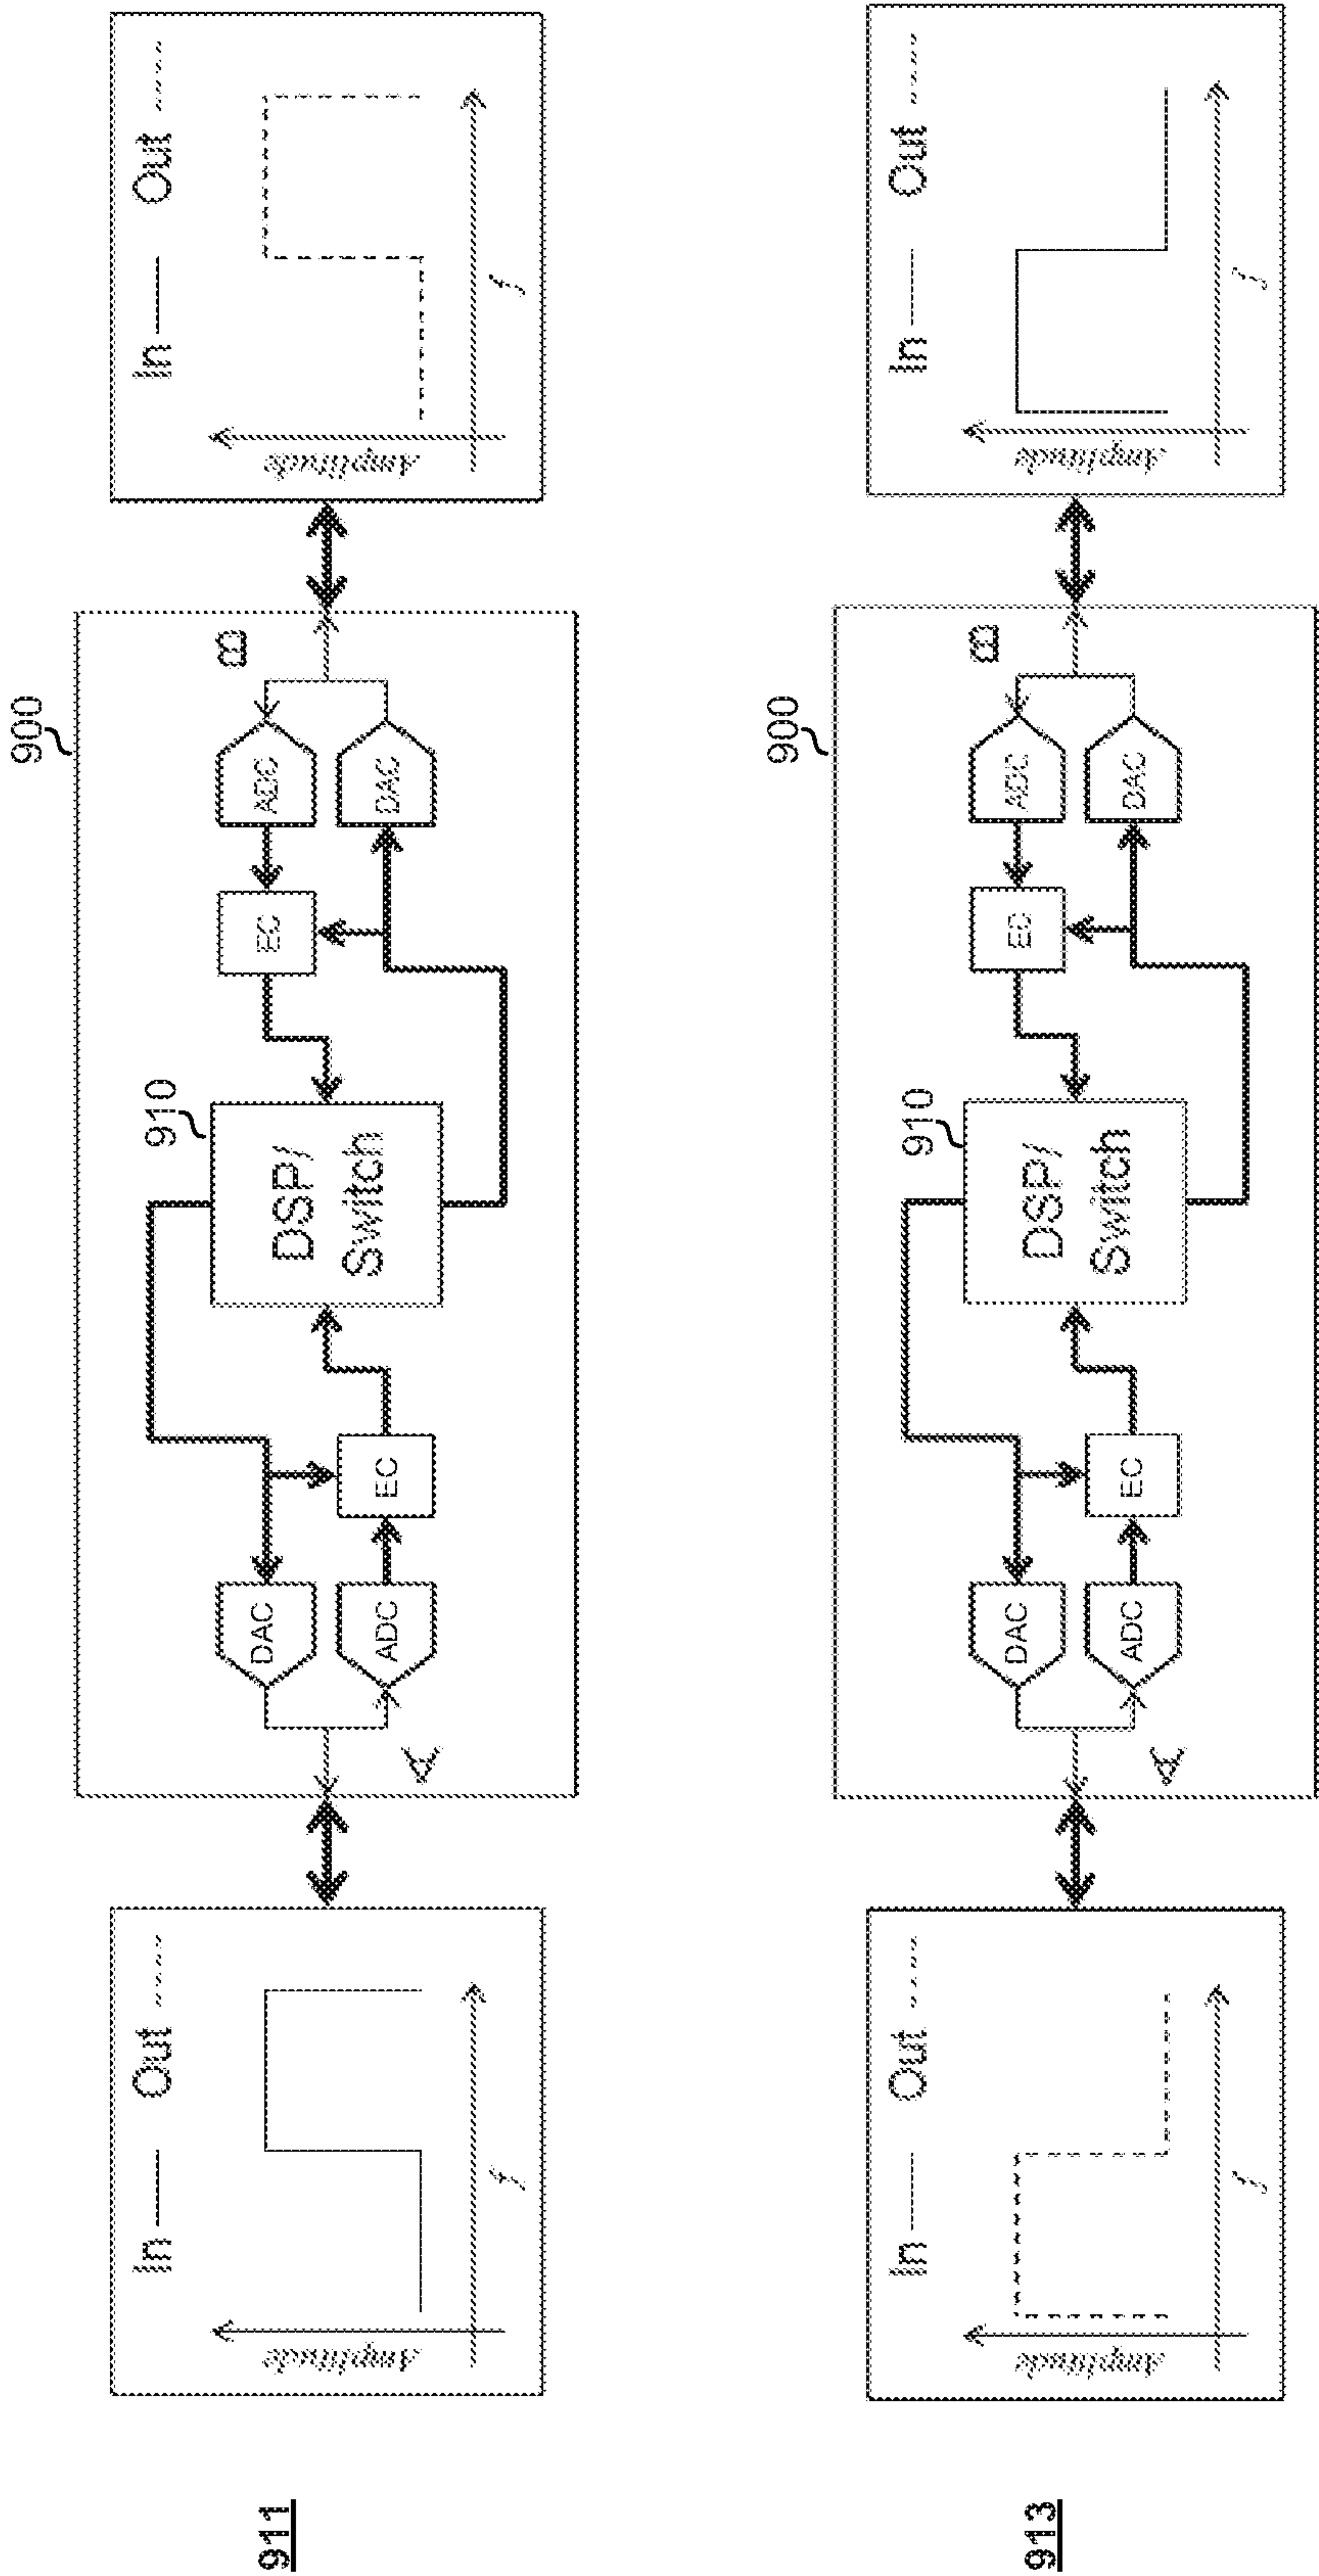 911
In Out
Amplitude
f
900
910
A
DAC
ADC
EC
DSP/
Switch
EC
ADC
DAC
B
In Out
Amplitude
f
913
In Out
Amplitude
f
900
910
A
DAC
ADC
EC
DSP/
Switch
EC
ADC
DAC
B
In Out
Amplitude
f